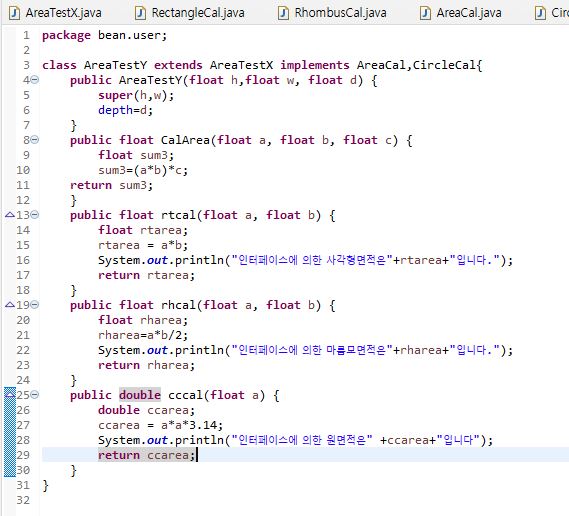 AreaTestX.java RectangleCal.java RhombusCal.java AreaCal.java Cir
1 package bean.user;
2
3 class AreaTestY extends AreaTestX implements AreaCal,CircleCal{
4 public AreaTestY(float h,float w, float d) {
5 super(h,w);
6 depth=d;
7 }
8 public float CalArea(float a, float b, float c) {
9 float sum3;
10 sum3=(a*b)*c;
11 return sum3;
12 }
13 public float rtcal(float a, float b) {
14 float rtarea;
15 rtarea = a*b;
16 System.out.println("인터페이스에 의한 사각형면적은"+rtarea+"입니다.");
17 return rtarea;
18 }
19 public float rhcal(float a, float b) {
20 float rharea;
21 rharea=a*b/2;
22 System.out.println("인터페이스에 의한 마름모면적은"+rharea+"입니다.");
23 return rharea;
24 }
25 public double cccal(float a) {
26 double ccarea;
27 ccarea = a*a*3.14;
28 System.out.println("인터페이스에 의한 원면적은" +ccarea+"입니다");
29 return ccarea;
30 }
31 }
32